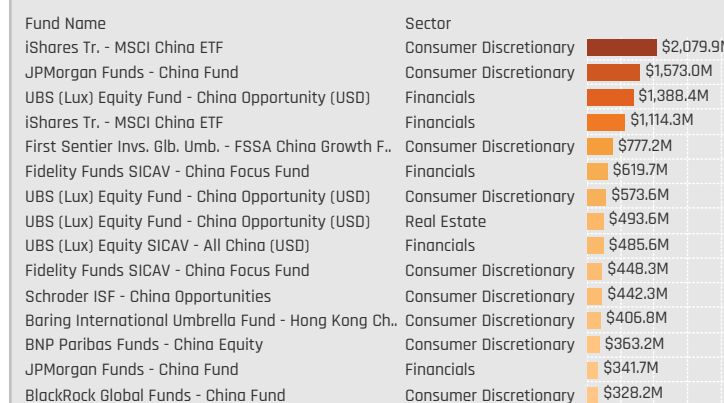 Fund Name Sector
iShares Tr. - MSCI China ETF Consumer Discretionary $2,079.9M
JPMorgan Funds - China Fund Consumer Discretionary $1,573.0M
UBS (Lux) Equity Fund - China Opportunity (USD) Financials $1,388.4M
iShares Tr. - MSCI China ETF Financials $1,114.3M
First Sentier Invs. Glb. Umb. - FSSA China Growth F.. Consumer Discretionary $777.2M
Fidelity Funds SICAV - China Focus Fund Financials $619.7M
UBS (Lux) Equity Fund - China Opportunity (USD) Consumer Discretionary $573.6M
UBS (Lux) Equity Fund - China Opportunity (USD) Real Estate $493.6M
UBS (Lux) Equity SICAV - All China (USD) Financials $485.6M
Fidelity Funds SICAV - China Focus Fund Consumer Discretionary $448.3M
Schroder ISF - China Opportunities Consumer Discretionary $442.3M
Baring International Umbrella Fund - Hong Kong Ch.. Consumer Discretionary $406.8M
BNP Paribas Funds - China Equity Consumer Discretionary $363.2M
JPMorgan Funds - China Fund Financials $341.7M
BlackRock Global Funds - China Fund Consumer Discretionary $328.2M